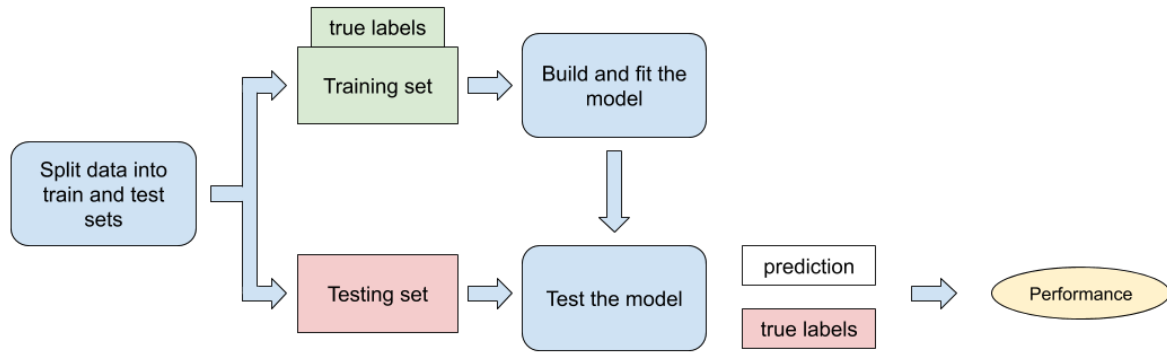 true labels
Training set
Build and fit the
model
Split data into
train and test
sets
Testing set
Test the model
prediction
true labels
Performance